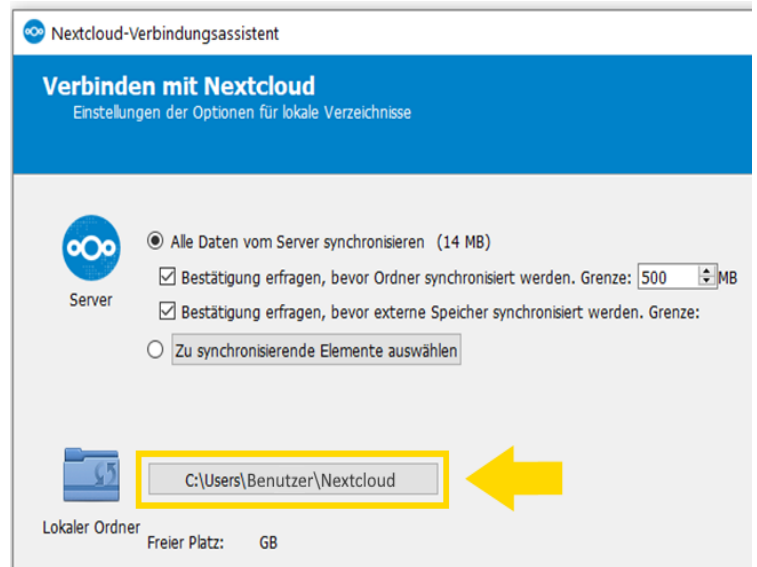 Nextcloud-Verbindungsassistent
Verbinden mit Nextcloud
Einstellungen der Optionen für lokale Verzeichnisse
Alle Daten vom Server synchronisieren (14 MB)
Bestätigung erfragen, bevor Ordner synchronisiert werden. Grenze: 500 MB
Server
Bestätigung erfragen, bevor externe Speicher synchronisiert werden. Grenze:
Zu synchronisierende Elemente auswählen
C:\Users\Benutzer\Nextcloud
Lokaler Ordner
Freier Platz: GB